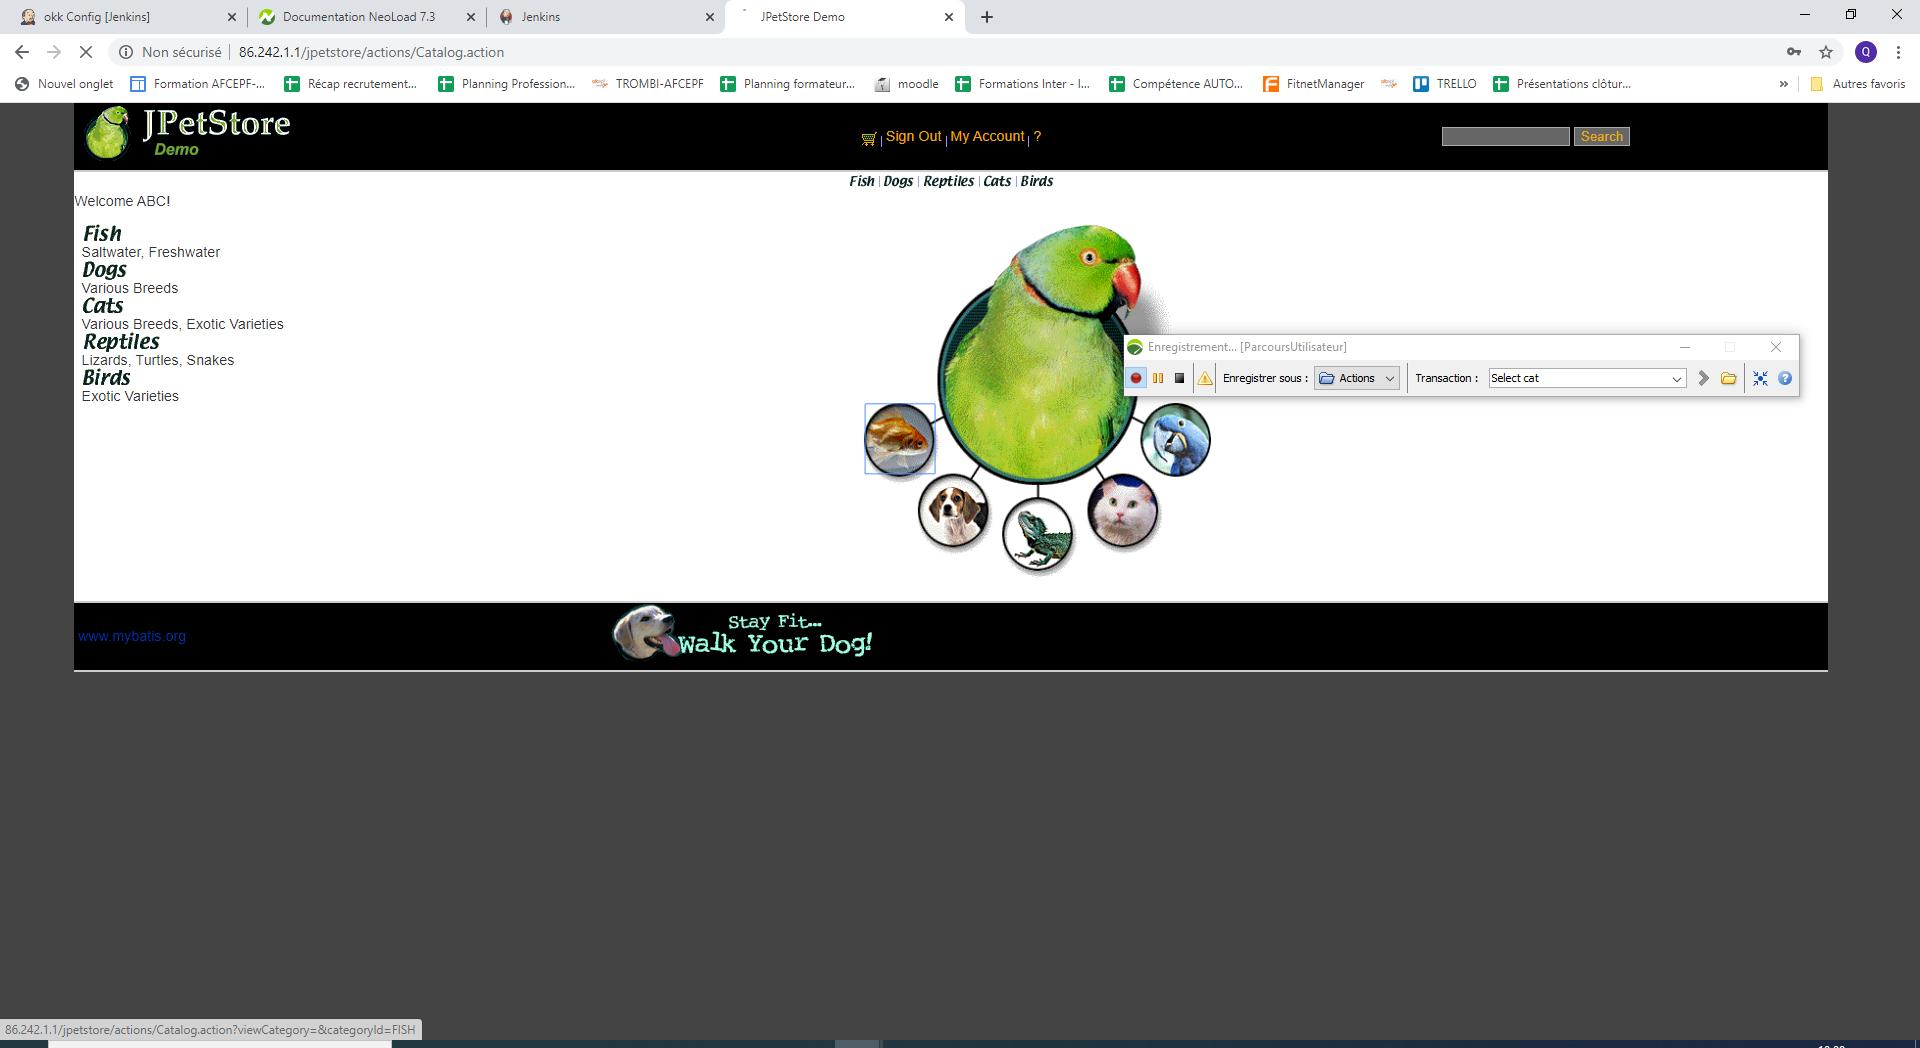 okk Config [Jenkins]
Documentation NeoLoad 7.3
Jenkins
JPetStore Demo
Non sécurisé
86.242.1.1/jpetstore/actions/Catalog.action
Q
Nouvel onglet
Formation AFCEPF-...
Récap recrutement...
Planning Profession...
TROMBI-AFCEPF
Planning formateur...
moodle
Formations Inter - I...
Compétence AUTO...
FitnetManager
TRELLO
Présentations clôtur...
»
Autres favoris
JPetStore
Demo
Sign Out
My Account
?
Search
Fish | Dogs | Reptiles | Cats | Birds
Welcome ABC!
Fish
Saltwater, Freshwater
Dogs
Various Breeds
Cats
Various Breeds, Exotic Varieties
Reptiles
Lizards, Turtles, Snakes
Birds
Exotic Varieties
Enregistrement... [ParcoursUtilisateur]
Enregistrer sous :
Actions
Transaction :
Select cat
www.mybatis.org
Stay Fit...
Walk Your Dog!
86.242.1.1/jpetstore/actions/Catalog.action?viewCategory=&categoryId=FISH